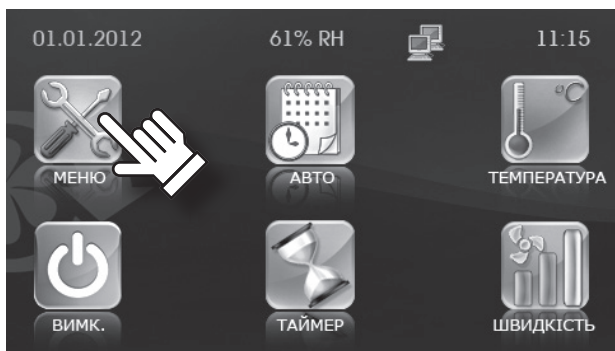 01.01.2012 61% RH 11:15
°C
МЕНЮ АВТО ТЕМПЕРАТУРА
ВИМК. ТАЙМЕР ШВИДКІСТЬ